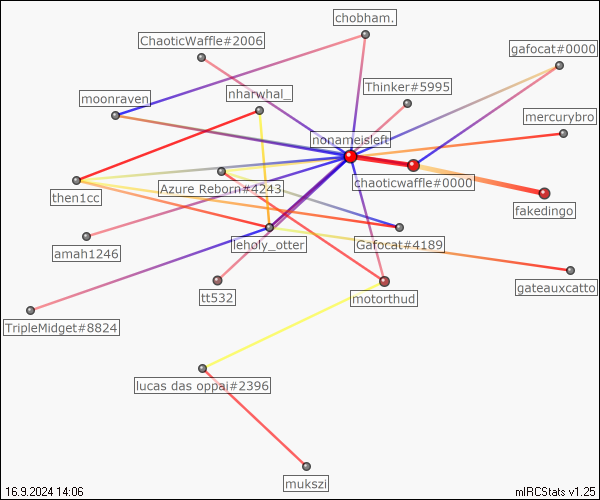 chobham.
ChaoticWaffle#2006
gafocat#0000
Thinker#5995
nharwhal_
moonraven
mercurybro
nonameisleft
chaoticwaffle#0000
Azure Reborn#4243
then1cc
fakedingo
leholy_otter
Gafocat#4189
amah1246
gateauxcatto
tt532
motorthud
TripleMidget#8824
lucas das oppai#2396
mukszi
16.9.2024 14:06
mIRCStats v1.25